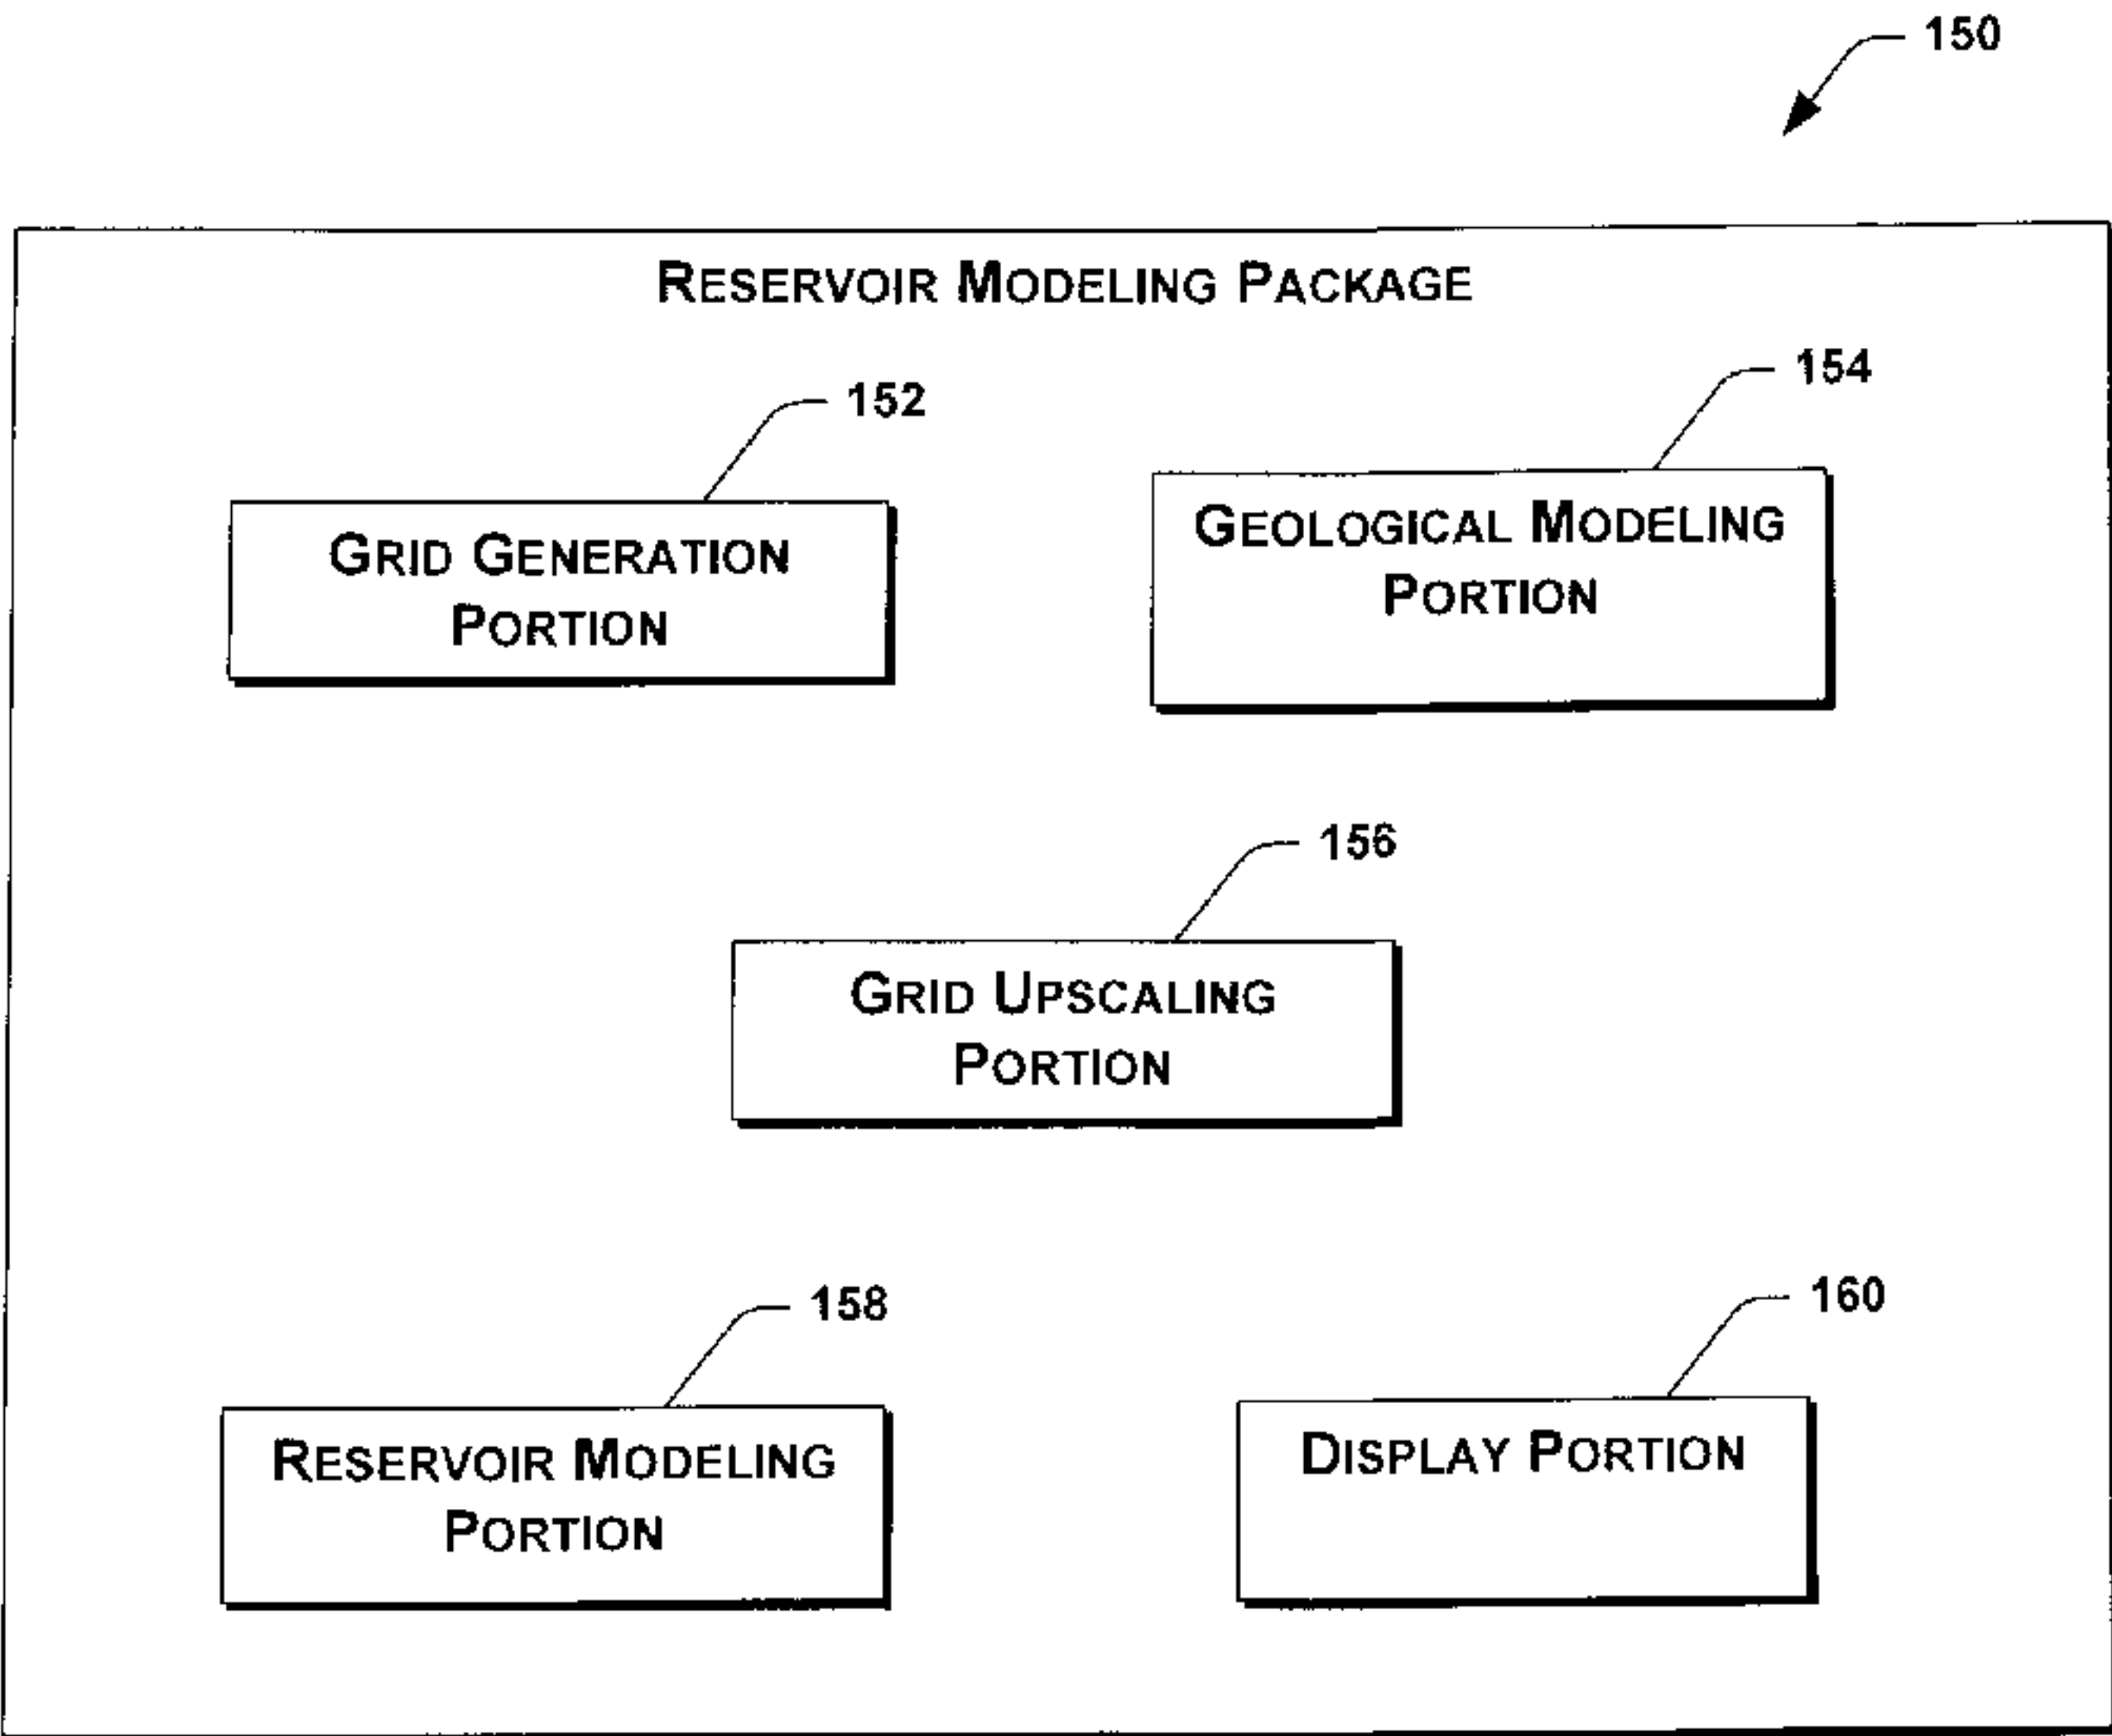 150
RESERVOIR MODELING PACKAGE
152
154
GRID GENERATION
PORTION
GEOLOGICAL MODELING
PORTION
156
GRID UPSCALING
PORTION
158
160
RESERVOIR MODELING
PORTION
DISPLAY PORTION